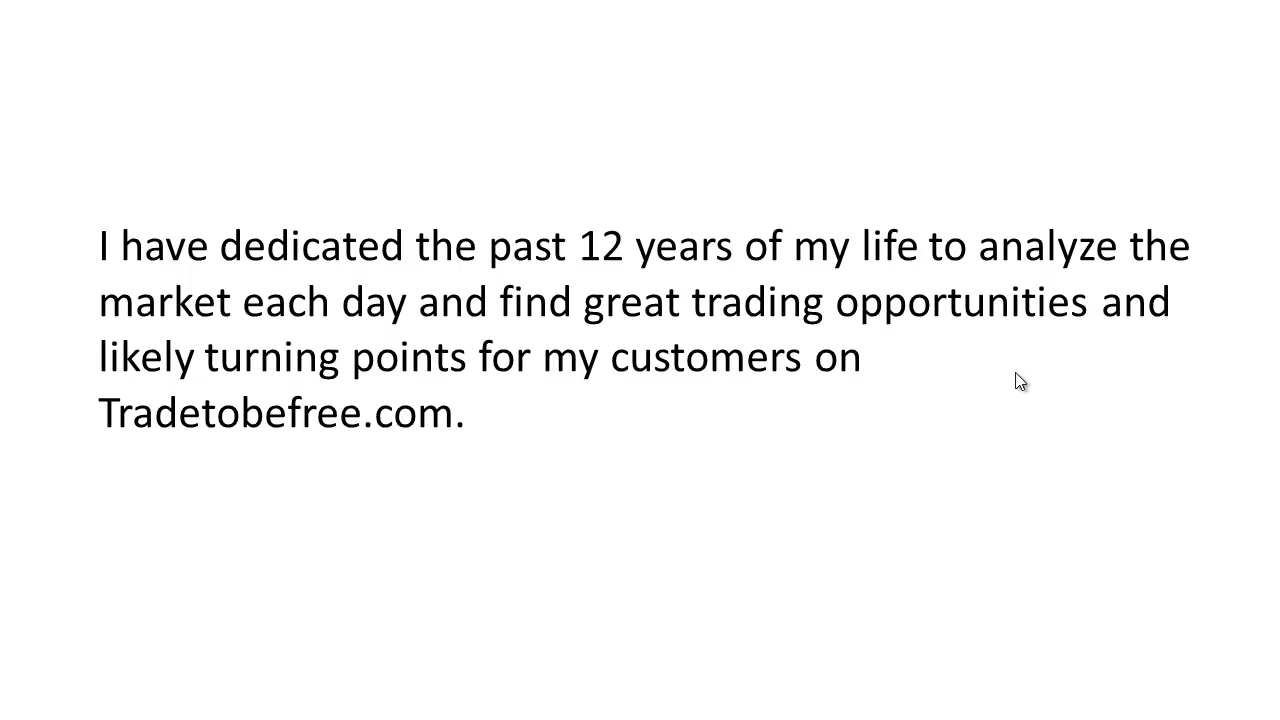 I have dedicated the past 12 years of my life to analyze the
market each day and find great trading opportunities and
likely turning points for my customers on
Tradetobefree.com.